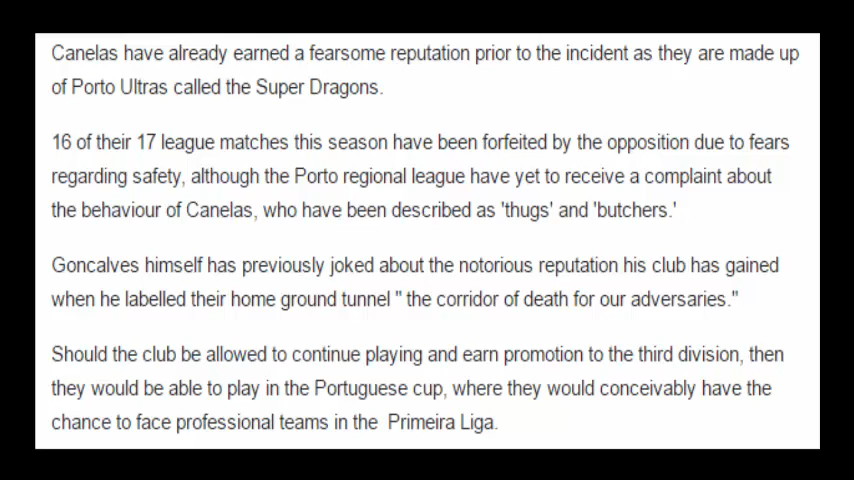 Canelas have already earned a fearsome reputation prior to the incident as they are made up
of Porto Ultras called the Super Dragons.
16 of their 17 league matches this season have been forfeited by the opposition due to fears
regarding safety, although the Porto regional league have yet to receive a complaint about
the behaviour of Canelas, who have been described as 'thugs' and 'butchers.'
Goncalves himself has previously joked about the notorious reputation his club has gained
when he labelled their home ground tunnel " the corridor of death for our adversaries."
Should the club be allowed to continue playing and earn promotion to the third division, then
they would be able to play in the Portuguese cup, where they would conceivably have the
chance to face professional teams in the  Primeira Liga.